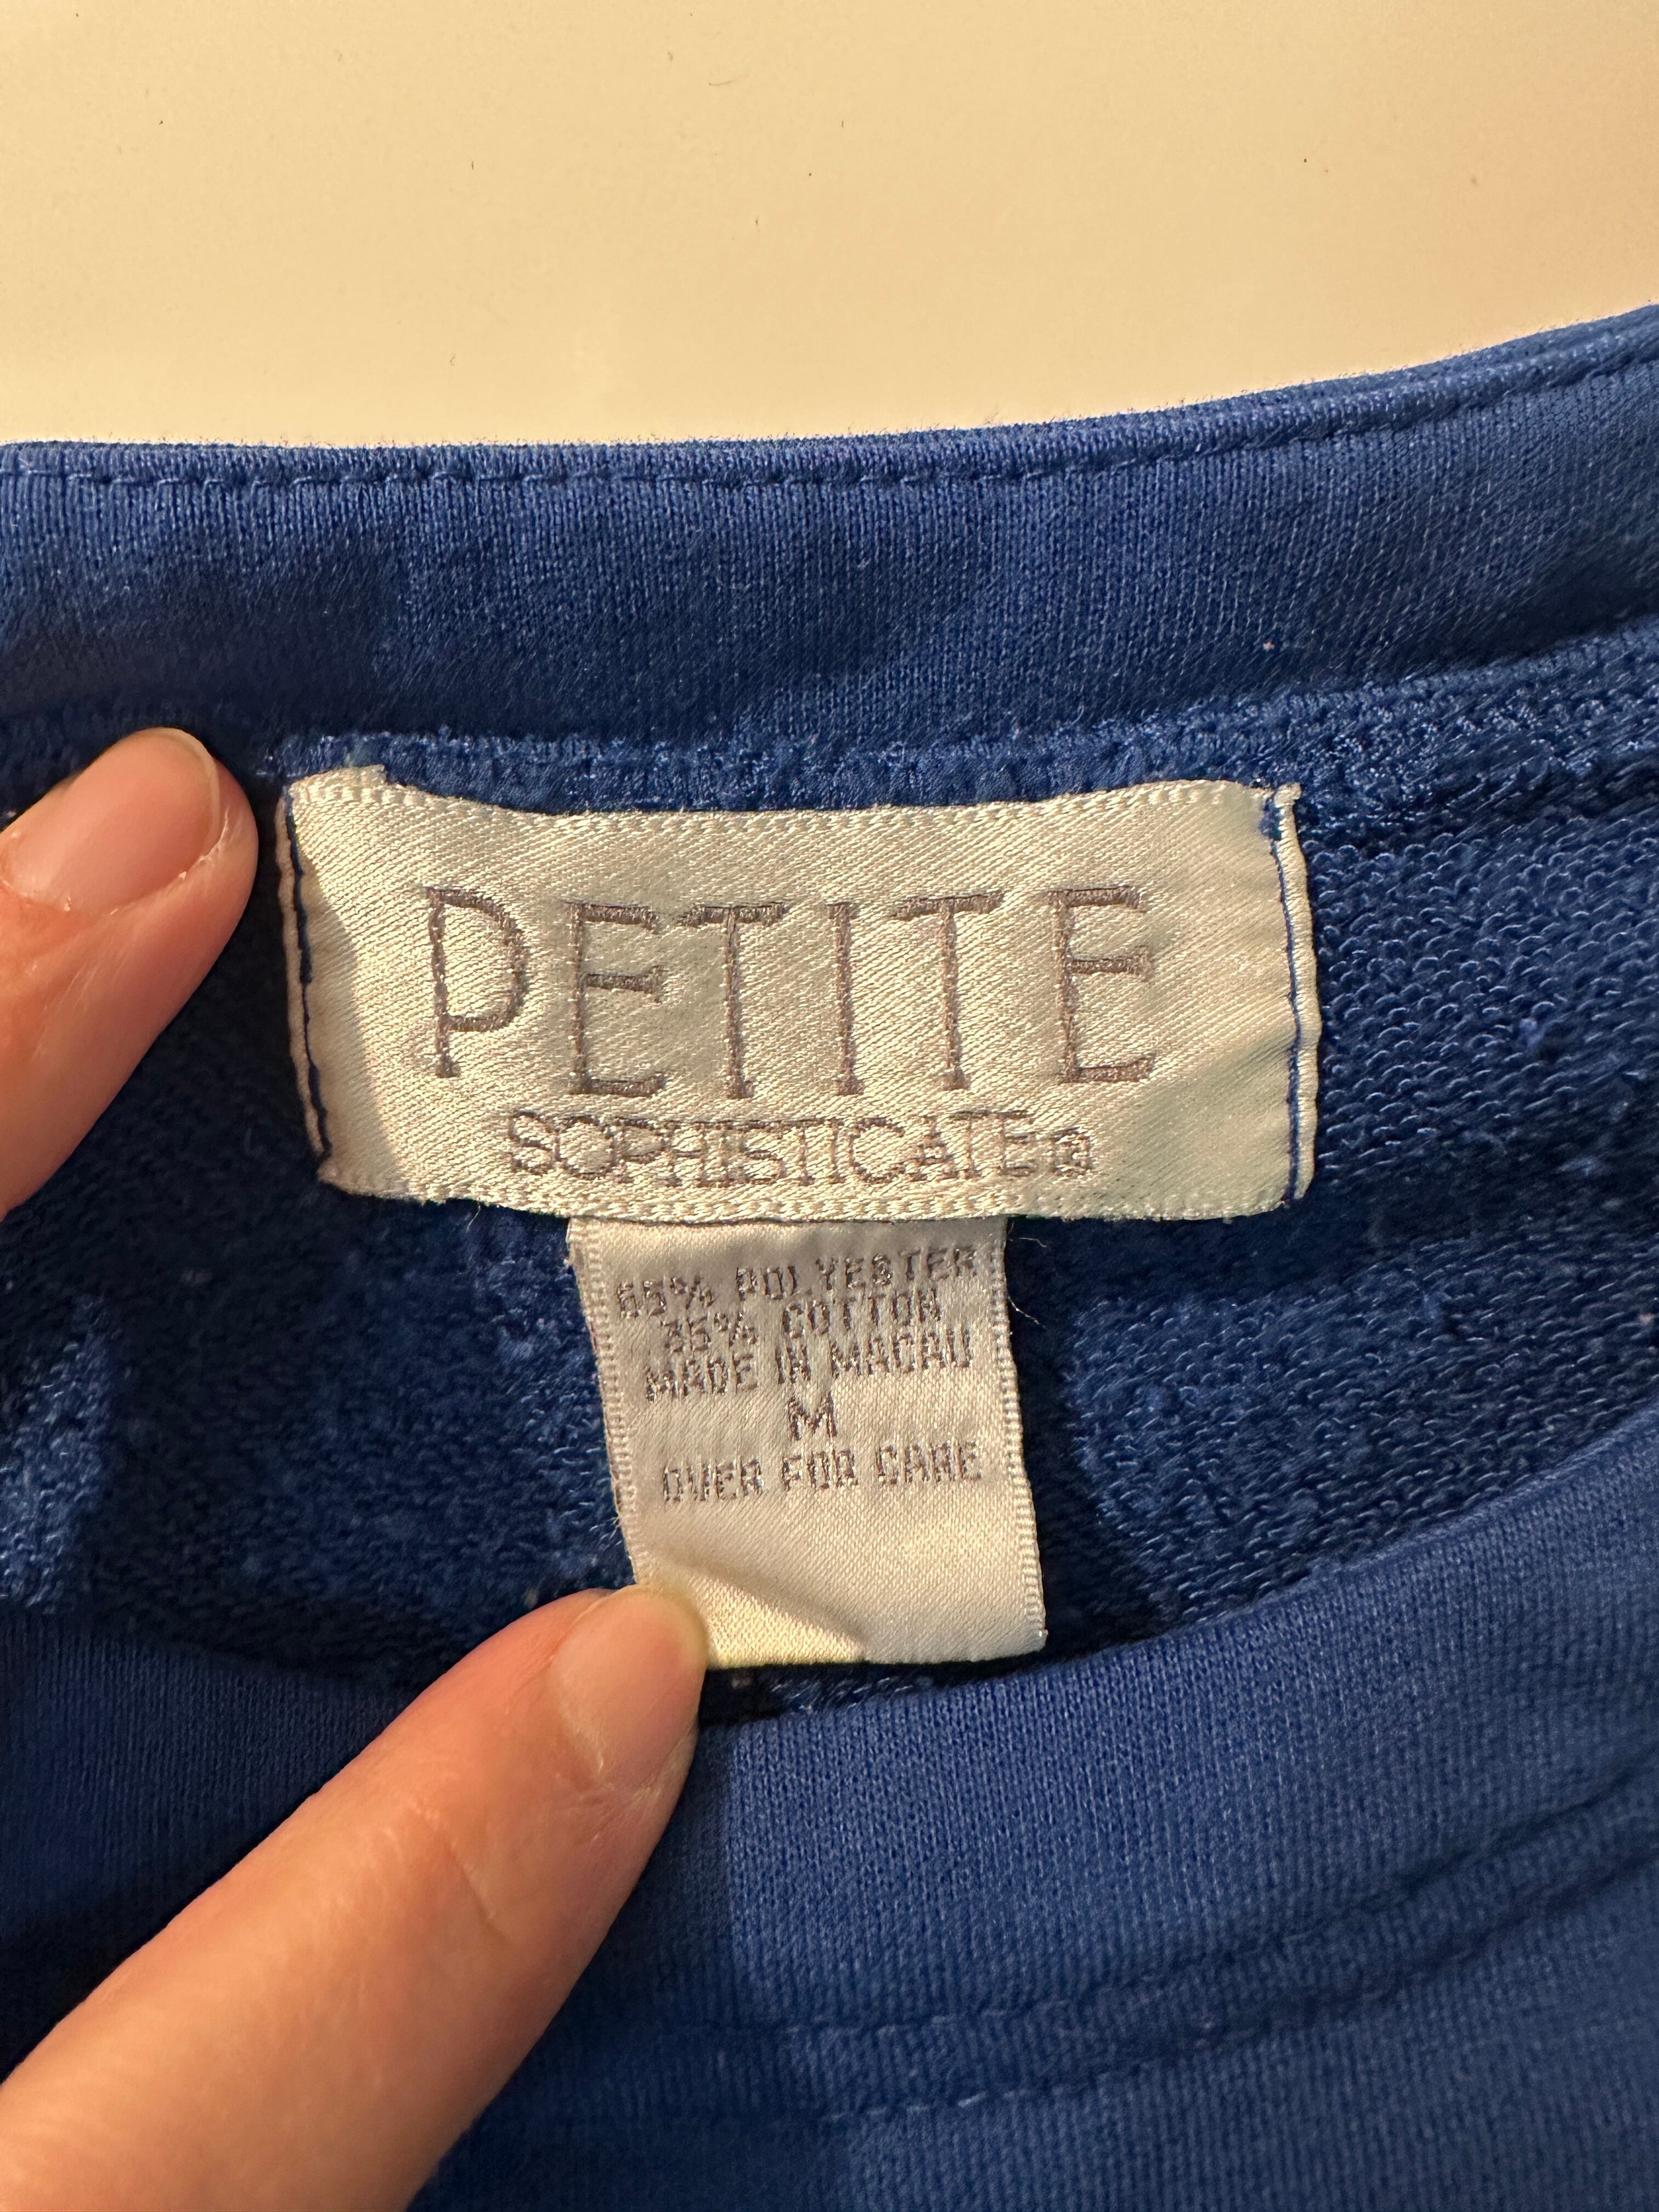 PETITE
SOPHISTICATE®
65% POLYESTER
35% COTTON
MADE IN MACAU
M
OVER FOR CARE